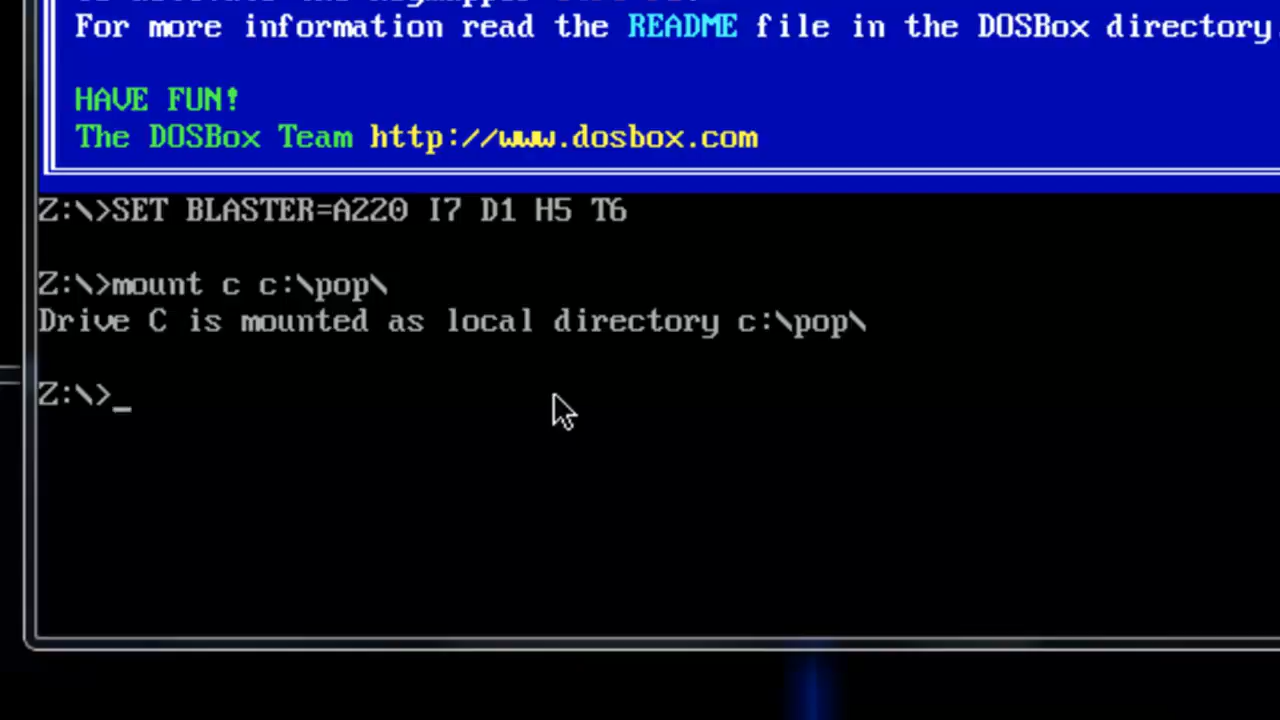 For more information read the README file in the DOSBox directory.
HAVE FUN!
The DOSBox Team http://www.dosbox.com
Z:\>SET BLASTER=A220 I7 D1 H5 T6
Z:\>mount c c:\pop\
Drive C is mounted as local directory c:\pop\
Z:\>_